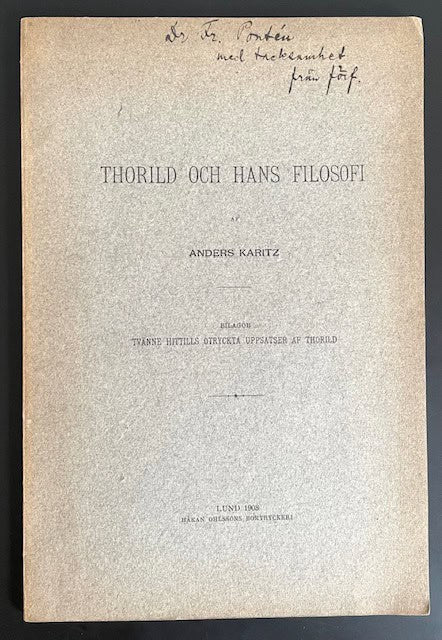 Dr Fr. Pontén
med tacksamhet
från förf.
THORILD OCH HANS FILOSOFI
AF
ANDERS KARITZ
BILAGOR
TVÄNNE HITTILLS OTRYCKTA UPPSATSER AF THORILD
LUND 1908
HÅKAN OHLSSONS BOKTRYCKERI